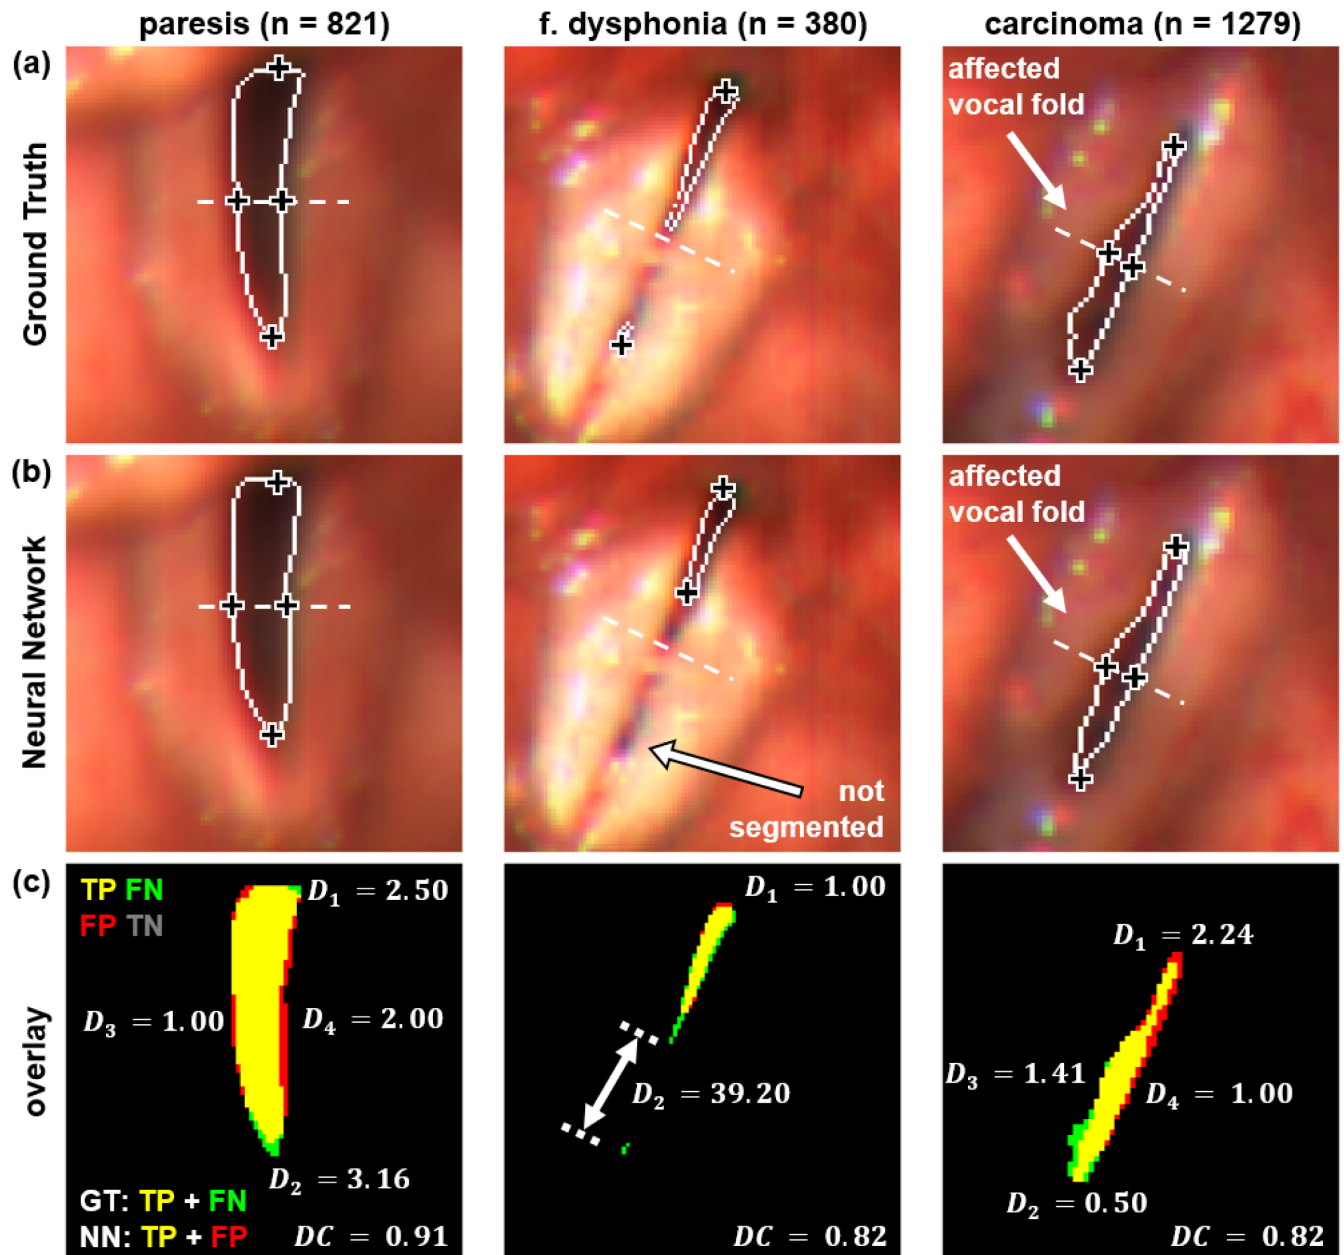 paresis (n = 821) f. dysphonia (n = 380) carcinoma (n = 1279)
(a)
Ground Truth
affected
vocal fold
(b)
Neural Network
affected
vocal fold
not
segmented
(c)
overlay
TP FN
FP TN
D1 = 2.50
D3 = 1.00
D4 = 2.00
D2 = 3.16
GT: TP + FN
NN: TP + FP
DC = 0.91
D1 = 1.00
D2 = 39.20
DC = 0.82
D1 = 2.24
D3 = 1.41
D4 = 1.00
D2 = 0.50
DC = 0.82